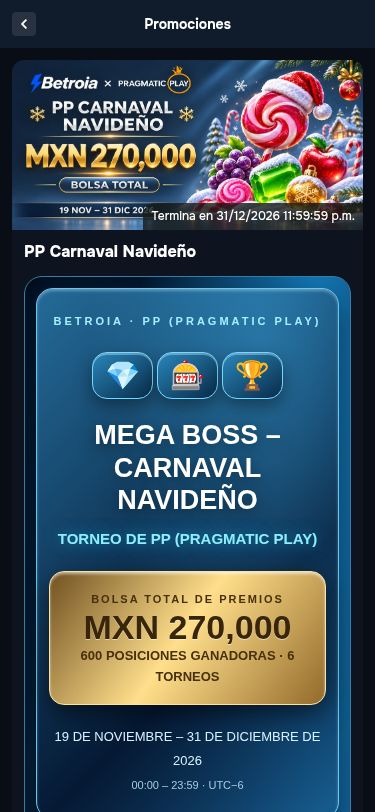 Promociones
Betroia × PRAGMATIC PLAY
PP CARNAVAL
NAVIDEÑO
MXN 270,000
BOLSA TOTAL
19 NOV – 31 DIC 202
Termina en 31/12/2026 11:59:59 p.m.
PP Carnaval Navideño
BETROIA · PP (PRAGMATIC PLAY)
MEGA BOSS –
CARNAVAL
NAVIDEÑO
TORNEO DE PP (PRAGMATIC PLAY)
BOLSA TOTAL DE PREMIOS
MXN 270,000
600 POSICIONES GANADORAS · 6
TORNEOS
19 DE NOVIEMBRE – 31 DE DICIEMBRE DE
2026
00:00 – 23:59 · UTC−6